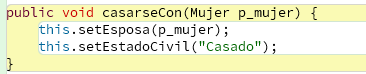 public void casarseCon(Mujer p_mujer) {
    this.setEsposa(p_mujer);
    this.setEstadoCivil("Casado");
}